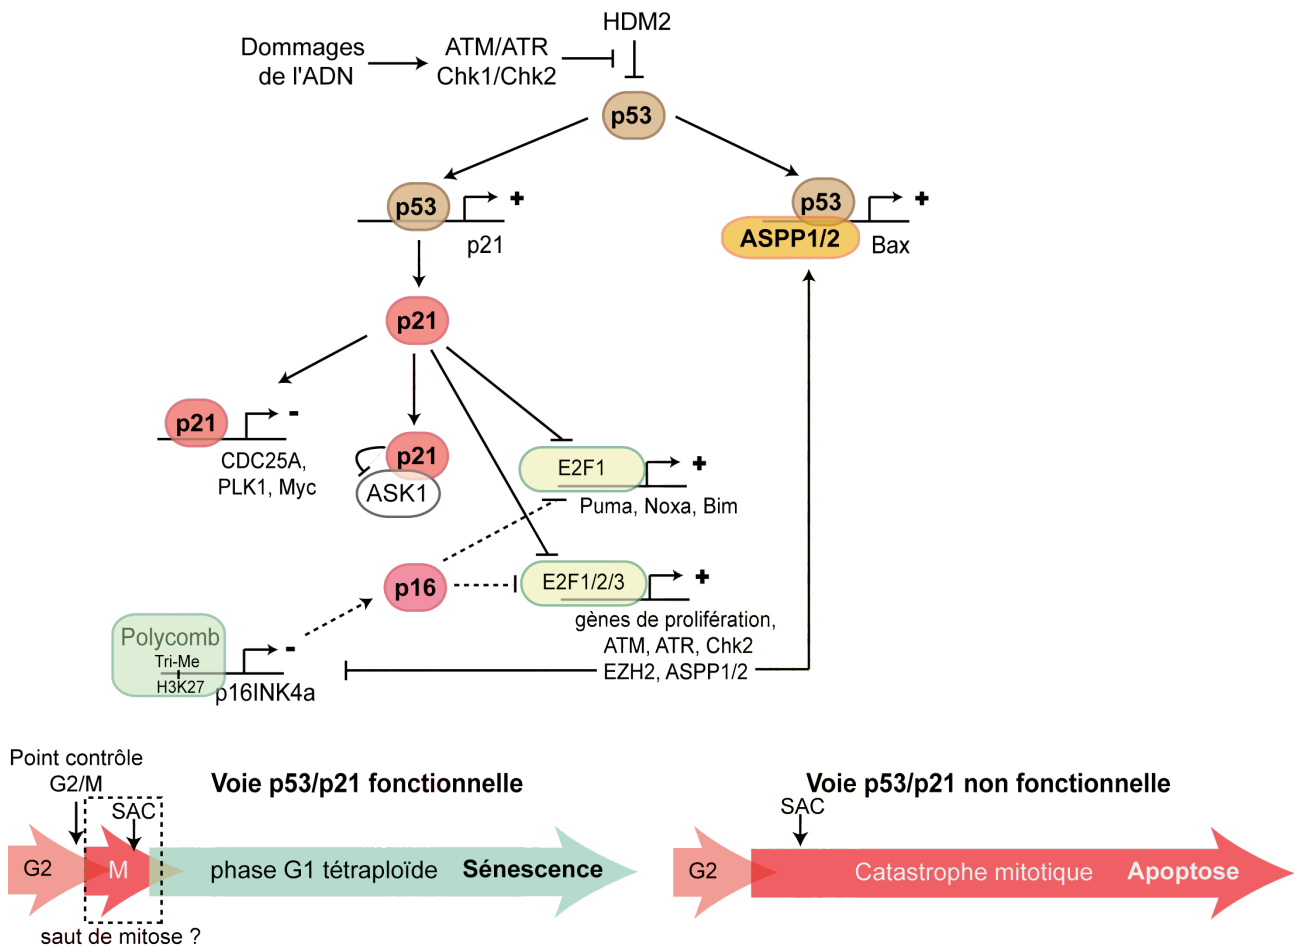 HDM2
Dommages
de l'ADN
ATM/ATR
Chk1/Chk2
p53
p53
+
p21
p53
+
ASPP1/2
Bax
p21
p21
-
CDC25A,
PLK1, Myc
p21
ASK1
E2F1
+
Puma, Noxa, Bim
p16
E2F1/2/3
+
gènes de prolifération,
ATM, ATR, Chk2
EZH2, ASPP1/2
Polycomb
Tri-Me
H3K27
-
p16INK4a
Point contrôle
G2/M
SAC
Voie p53/p21 fonctionnelle
G2
M
phase G1 tétraploïde
Sénescence
saut de mitose ?
Voie p53/p21 non fonctionnelle
SAC
G2
Catastrophe mitotique
Apoptose